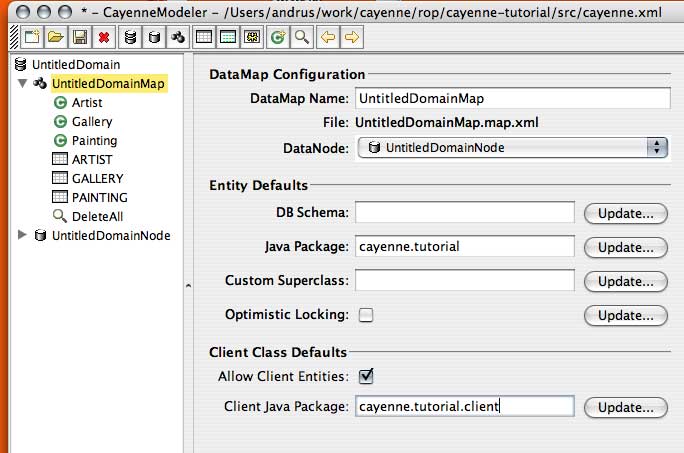 * - CayenneModeler - /Users/andrus/work/cayenne/rop/cayenne-tutorial/src/cayenne.xml
UntitledDomain
UntitledDomainMap
Artist
Gallery
Painting
ARTIST
GALLERY
PAINTING
DeleteAll
UntitledDomainNode
DataMap Configuration
DataMap Name: UntitledDomainMap
File: UntitledDomainMap.map.xml
DataNode: UntitledDomainNode
Entity Defaults
DB Schema: Update...
Java Package: cayenne.tutorial Update...
Custom Superclass: Update...
Optimistic Locking: Update...
Client Class Defaults
Allow Client Entities:
Client Java Package: cayenne.tutorial.client Update...